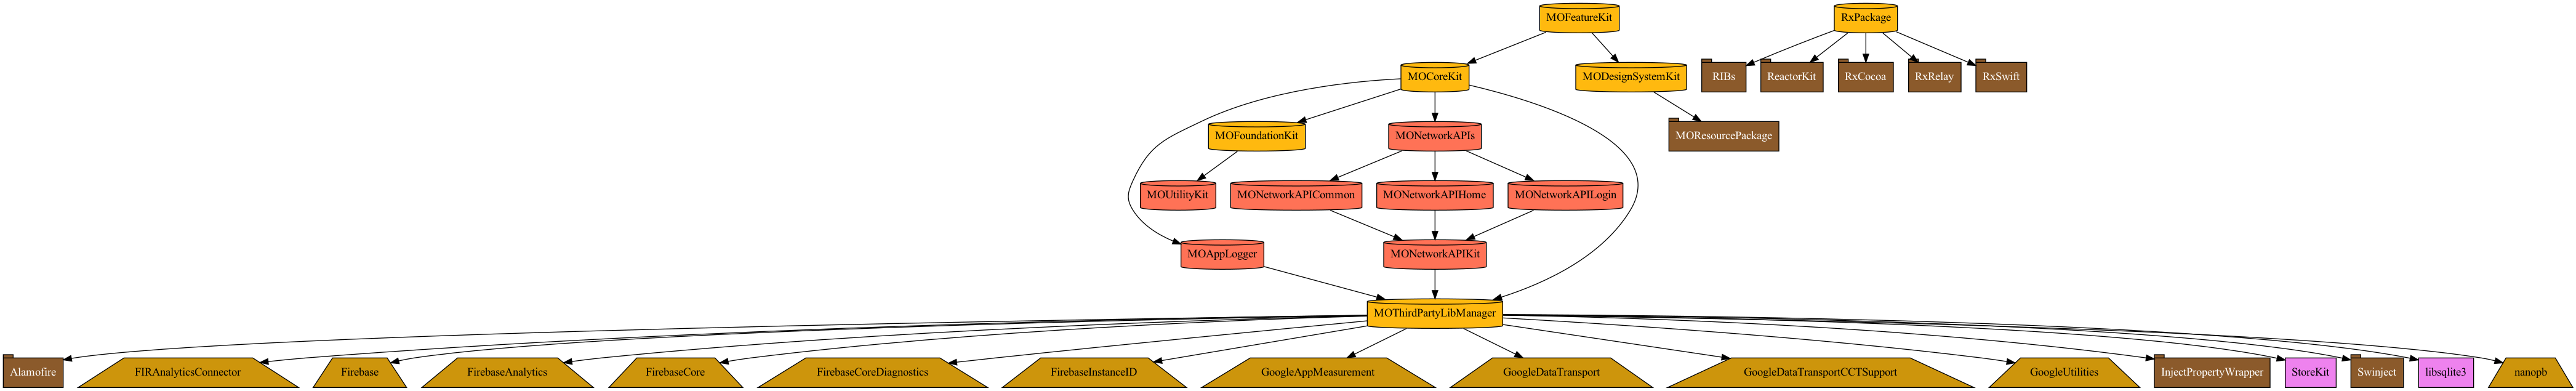 MOFeatureKit
RxPackage
MOCoreKit
MODesignSystemKit
RIBs
ReactorKit
RxCocoa
RxRelay
RxSwift
MOFoundationKit
MONetworkAPIs
MOResourcePackage
MOUtilityKit
MONetworkAPICommon
MONetworkAPIHome
MONetworkAPILogin
MOAppLogger
MONetworkAPIKit
MOThirdPartyLibManager
Alamofire
FIRAnalyticsConnector
Firebase
FirebaseAnalytics
FirebaseCore
FirebaseCoreDiagnostics
FirebaseInstanceID
GoogleAppMeasurement
GoogleDataTransport
GoogleDataTransportCCTSupport
GoogleUtilities
InjectPropertyWrapper
StoreKit
Swinject
libsqlite3
nanopb